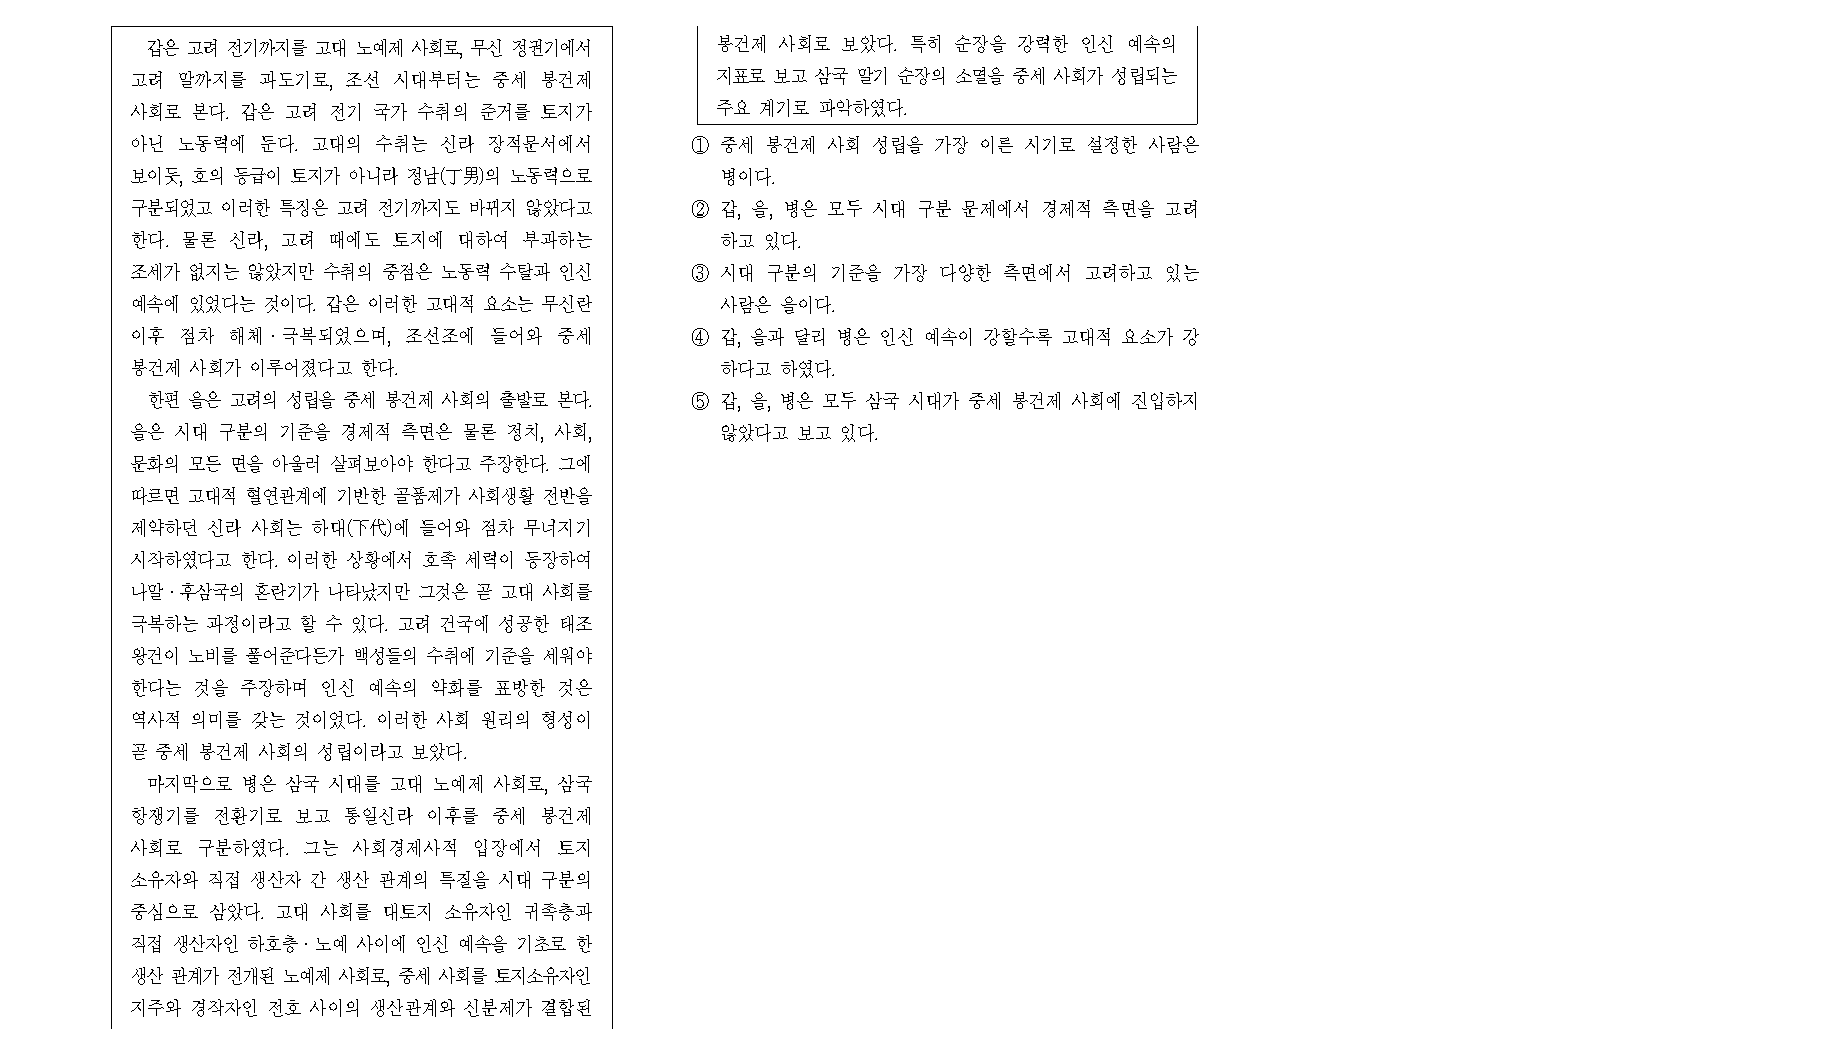 갑은 고려 전기까지를 고대 노예제 사회로, 무신 정권기에서
고려 말까지를 과도기로, 조선 시대부터는 중세 봉건제
사회로 본다. 갑은 고려 전기 국가 수취의 준거를 토지가
아닌 노동력에 둔다. 고대의 수취는 신라 장적문서에서
보이듯, 호의 등급이 토지가 아니라 정남(丁男)의 노동력으로
구분되었고 이러한 특징은 고려 전기까지도 바뀌지 않았다고
한다. 물론 신라, 고려 때에도 토지에 대하여 부과하는
조세가 없지는 않았지만 수취의 중점은 노동력 수탈과 인신
예속에 있었다는 것이다. 갑은 이러한 고대적 요소는 무신란
이후 점차 해체·극복되었으며, 조선조에 들어와 중세
봉건제 사회가 이루어졌다고 한다.
한편 을은 고려의 성립을 중세 봉건제 사회의 출발로 본다.
을은 시대 구분의 기준을 경제적 측면은 물론 정치, 사회,
문화의 모든 면을 아울러 살펴보아야 한다고 주장한다. 그에
따르면 고대적 혈연관계에 기반한 골품제가 사회생활 전반을
제약하던 신라 사회는 하대(下代)에 들어와 점차 무너지기
시작하였다고 한다. 이러한 상황에서 호족 세력이 등장하여
나말·후삼국의 혼란기가 나타났지만 그것은 곧 고대 사회를
극복하는 과정이라고 할 수 있다. 고려 건국에 성공한 태조
왕건이 노비를 풀어준다든가 백성들의 수취에 기준을 세워야
한다는 것을 주장하며 인신 예속의 약화를 표방한 것은
역사적 의미를 갖는 것이었다. 이러한 사회 원리의 형성이
곧 중세 봉건제 사회의 성립이라고 보았다.
마지막으로 병은 삼국 시대를 고대 노예제 사회로, 삼국
항쟁기를 전환기로 보고 통일신라 이후를 중세 봉건제
사회로 구분하였다. 그는 사회경제사적 입장에서 토지
소유자와 직접 생산자 간 생산 관계의 특질을 시대 구분의
중심으로 삼았다. 고대 사회를 대토지 소유자인 귀족층과
직접 생산자인 하호층·노예 사이에 인신 예속을 기초로 한
생산 관계가 전개된 노예제 사회로, 중세 사회를 토지소유자인
지주와 경작자인 전호 사이의 생산관계와 신분제가 결합된
봉건제 사회로 보았다. 특히 순장을 강력한 인신 예속의
지표로 보고 삼국 말기 순장의 소멸을 중세 사회가 성립되는
주요 계기로 파악하였다.
① 중세 봉건제 사회 성립을 가장 이른 시기로 설정한 사람은
병이다.
② 갑, 을, 병은 모두 시대 구분 문제에서 경제적 측면을 고려
하고 있다.
③ 시대 구분의 기준을 가장 다양한 측면에서 고려하고 있는
사람은 을이다.
④ 갑, 을과 달리 병은 인신 예속이 강할수록 고대적 요소가 강
하다고 하였다.
⑤ 갑, 을, 병은 모두 삼국 시대가 중세 봉건제 사회에 진입하지
않았다고 보고 있다.